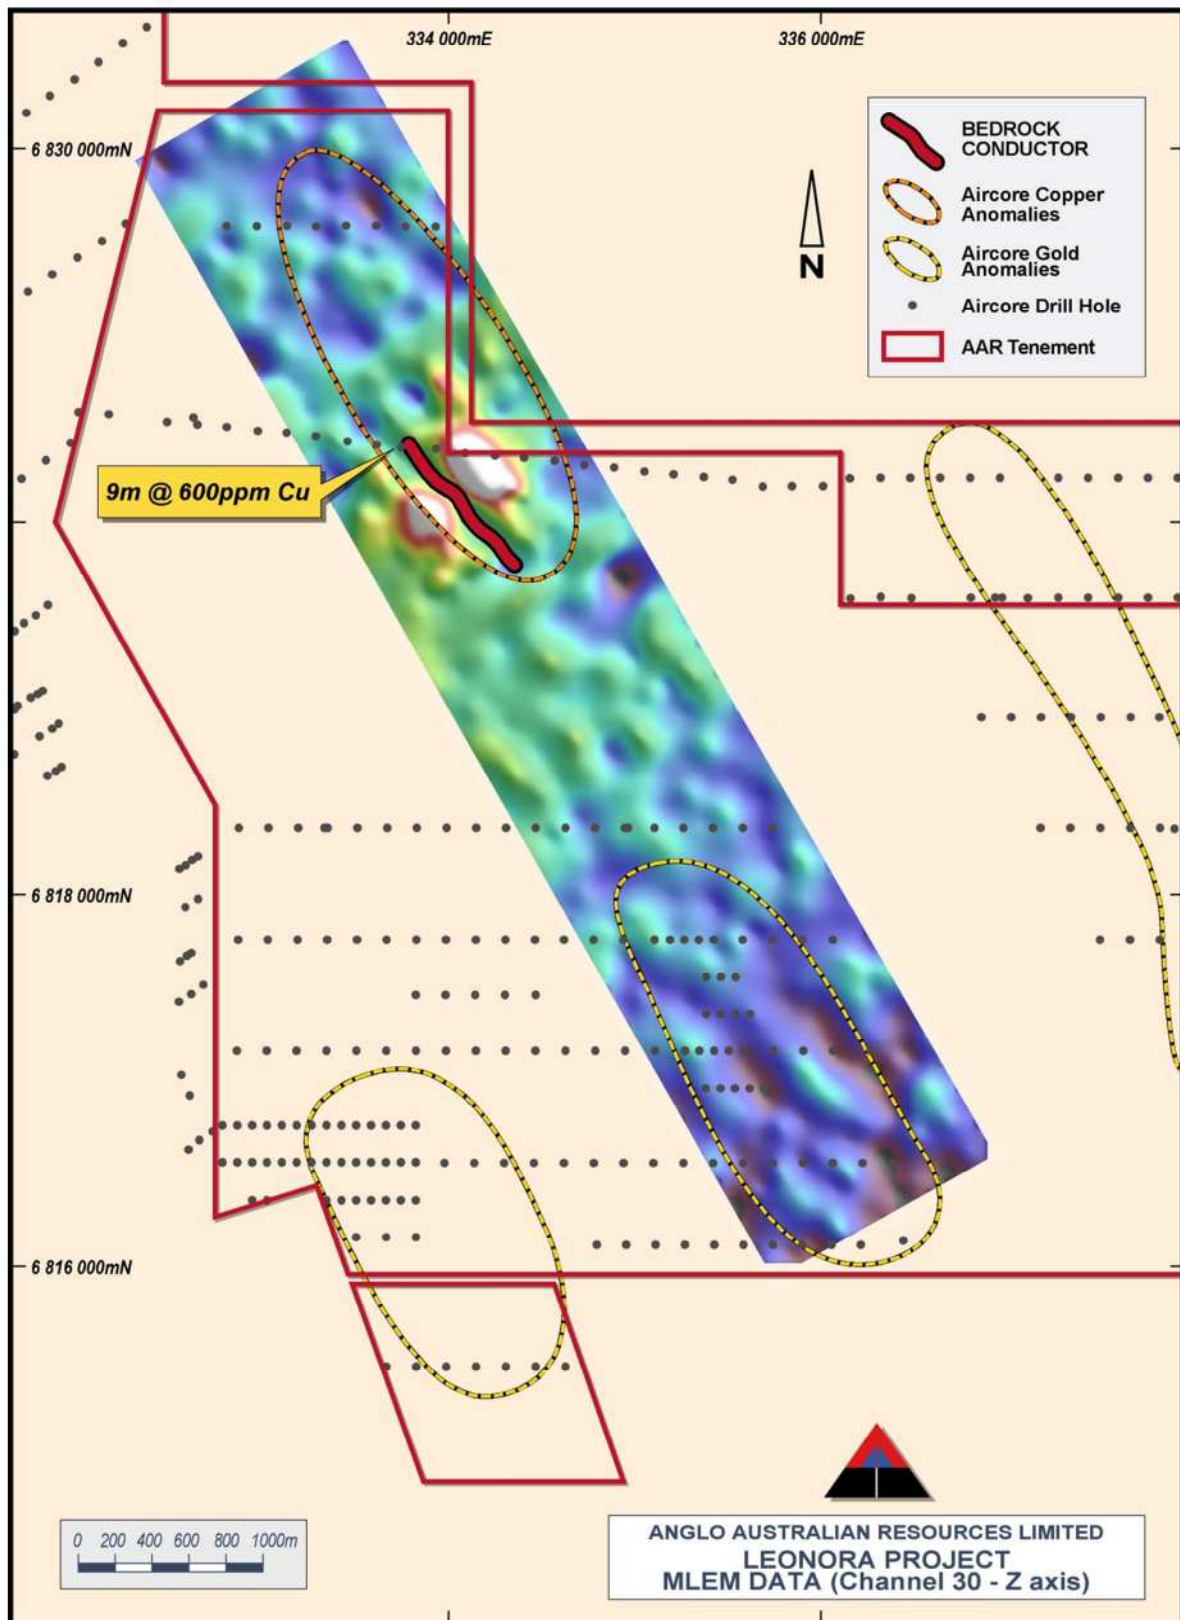 334 000mE
336 000mE
6 830 000mN
BEDROCK
CONDUCTOR
Aircore Copper
Anomalies
Aircore Gold
Anomalies
Aircore Drill Hole
AAR Tenement
N
9m @ 600ppm Cu
6 818 000mN
6 816 000mN
0 200 400 600 800 1000m
ANGLO AUSTRALIAN RESOURCES LIMITED
LEONORA PROJECT
MLEM DATA (Channel 30 - Z axis)